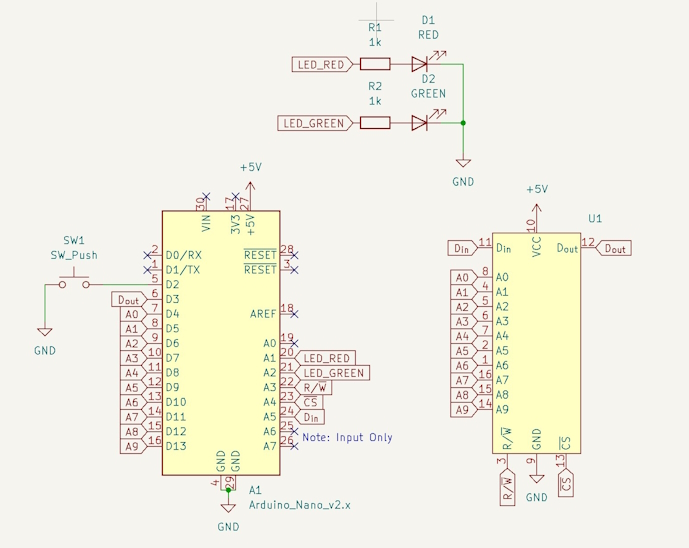 R1
1k
D1
RED
LED_RED
R2
1k
D2
GREEN
LED_GREEN
GND
+5V
30
17
27
VIN
3V3
+5V
SW1
SW_Push
GND
2 D0/RX
1 D1/TX
5 D2
Dout 6 D3
A0 7 D4
A1 8 D5
A2 9 D6
A3 10 D7
A4 11 D8
A5 12 D9
A6 13 D10
A7 14 D11
A8 15 D12
A9 16 D13
RESET 28
RESET 3
AREF 18
A0 19
A1 20 LED_RED
A2 21 LED_GREEN
A3 22 R/W
A4 23 CS
A5 24 Din
A6 25
A7 26
Note: Input Only
GND
GND
4
29
A1
Arduino_Nano_v2.x
GND
+5V
U1
10
VCC
Din 11 Din
Dout 12 Dout
A0 8 A0
A1 4 A1
A2 5 A2
A3 6 A3
A4 7 A4
A5 2 A5
A6 1 A6
A7 16 A7
A8 15 A8
A9 14 A9
R/W
GND
CS
3
9
13
R/W
GND
CS